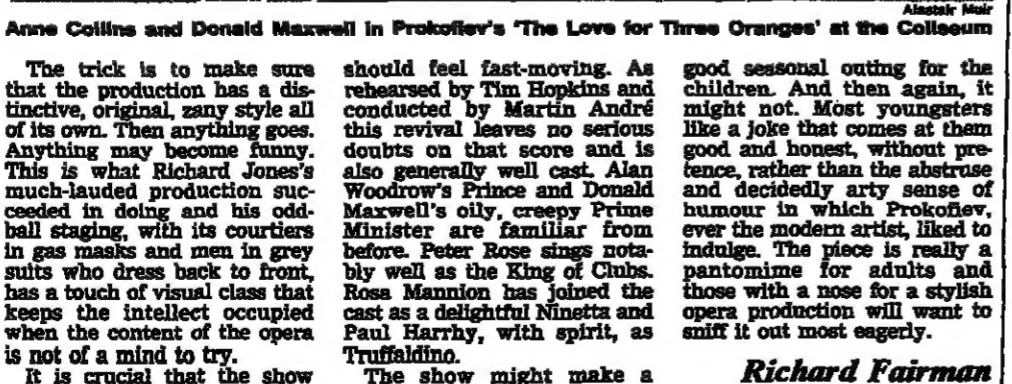 Alastair Muir
Anne Collins and Donald Maxwell in Prokofiev's 'The Love for Three Oranges' at the Coliseum
The trick is to make sure
that the production has a dis-
tinctive, original, zany style all
of its own. Then anything goes.
Anything may become funny.
This is what Richard Jones's
much-lauded production suc-
ceeded in doing and his odd-
ball staging, with its courtiers
in gas masks and men in grey
suits who dress back to front,
has a touch of visual class that
keeps the intellect occupied
when the content of the opera
is not of a mind to try.
It is crucial that the show
should feel fast-moving. As
rehearsed by Tim Hopkins and
conducted by Martin André
this revival leaves no serious
doubts on that score and is
also generally well cast. Alan
Woodrow's Prince and Donald
Maxwell's oily, creepy Prime
Minister are familiar from
before. Peter Rose sings nota-
bly well as the King of Clubs.
Rosa Mannion has joined the
cast as a delightful Ninetta and
Paul Harrhy, with spirit, as
Truffaldino.
The show might make a
good seasonal outing for the
children. And then again, it
might not. Most youngsters
like a joke that comes at them
good and honest, without pre-
tence, rather than the abstruse
and decidedly arty sense of
humour in which Prokofiev,
ever the modern artist, liked to
indulge. The piece is really a
pantomime for adults and
those with a nose for a stylish
opera production will want to
sniff it out most eagerly.
Richard Fairman